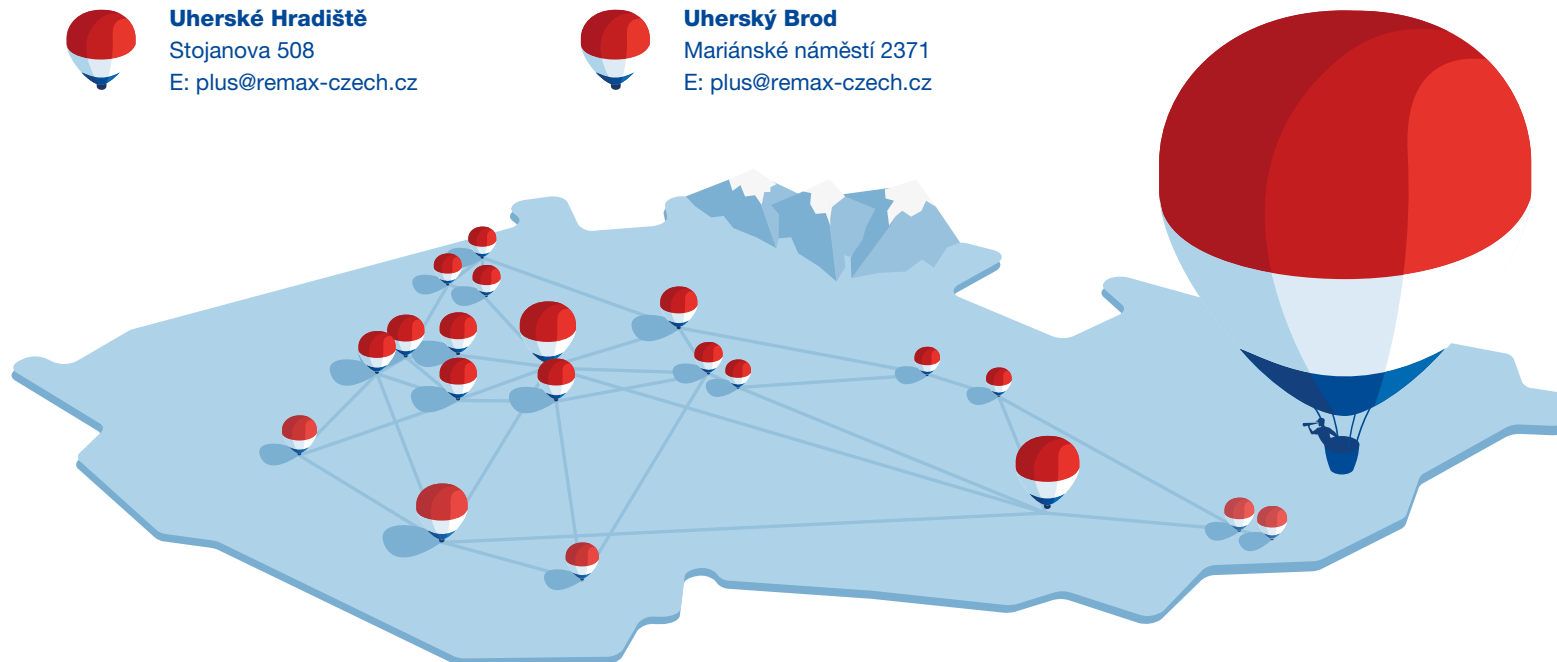 Uherské Hradiště
Stojanova 508
E: plus@remax-czech.cz
Uherský Brod
Mariánské náměstí 2371
E: plus@remax-czech.cz